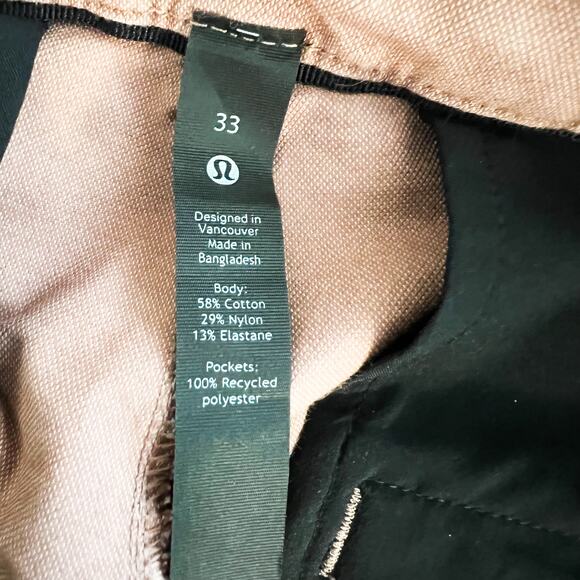 33
Designed in
Vancouver
Made in
Bangladesh
Body:
58% Cotton
29% Nylon
13% Elastane
Pockets:
100% Recycled
polyester